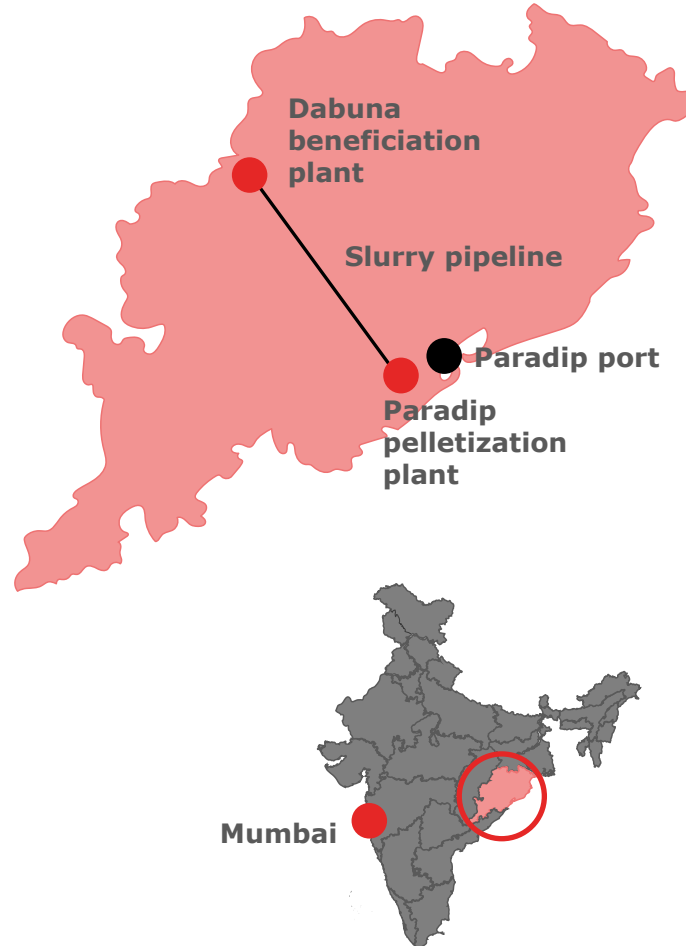 Dabuna
beneficiation
plant
Slurry pipeline
Paradip port
Paradip
pelletization
plant
Mumbai